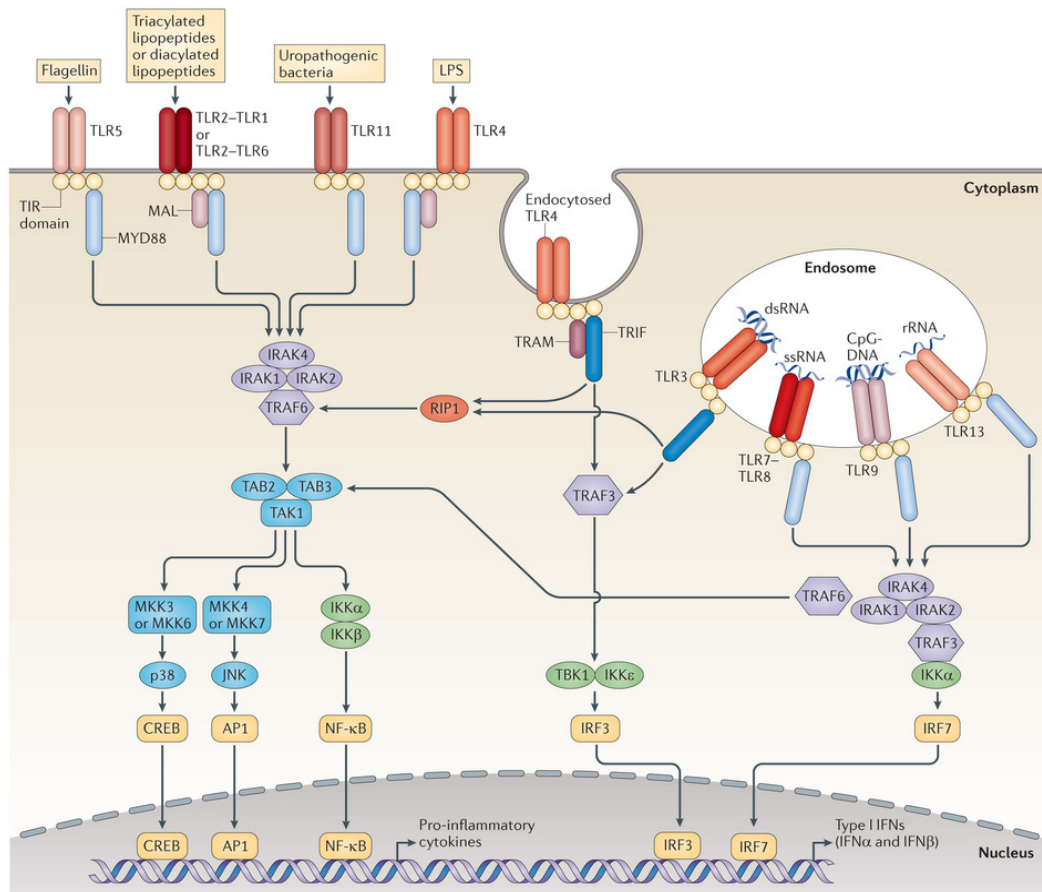 Triacylated
lipopeptides
or diacylated
lipopeptides
Flagellin
Uropathogenic
bacteria
LPS
TLR5
TLR2–TLR1
or
TLR2–TLR6
TLR11
TLR4
TIR
domain
MAL
MYD88
Endocytosed
TLR4
Cytoplasm
Endosome
TRAM
TRIF
dsRNA
ssRNA
CpG-
DNA
rRNA
TLR3
TLR7–
TLR8
TLR9
TLR13
IRAK4
IRAK1
IRAK2
TRAF6
RIP1
TAB2
TAB3
TAK1
TRAF3
TRAF6
IRAK4
IRAK1
IRAK2
TRAF3
IKKα
MKK3
or MKK6
MKK4
or MKK7
IKKα
IKKβ
p38
JNK
TBK1
IKKε
CREB
AP1
NF-κB
IRF3
IRF7
CREB
AP1
NF-κB
Pro-inflammatory
cytokines
IRF3
IRF7
Type I IFNs
(IFNα and IFNβ)
Nucleus